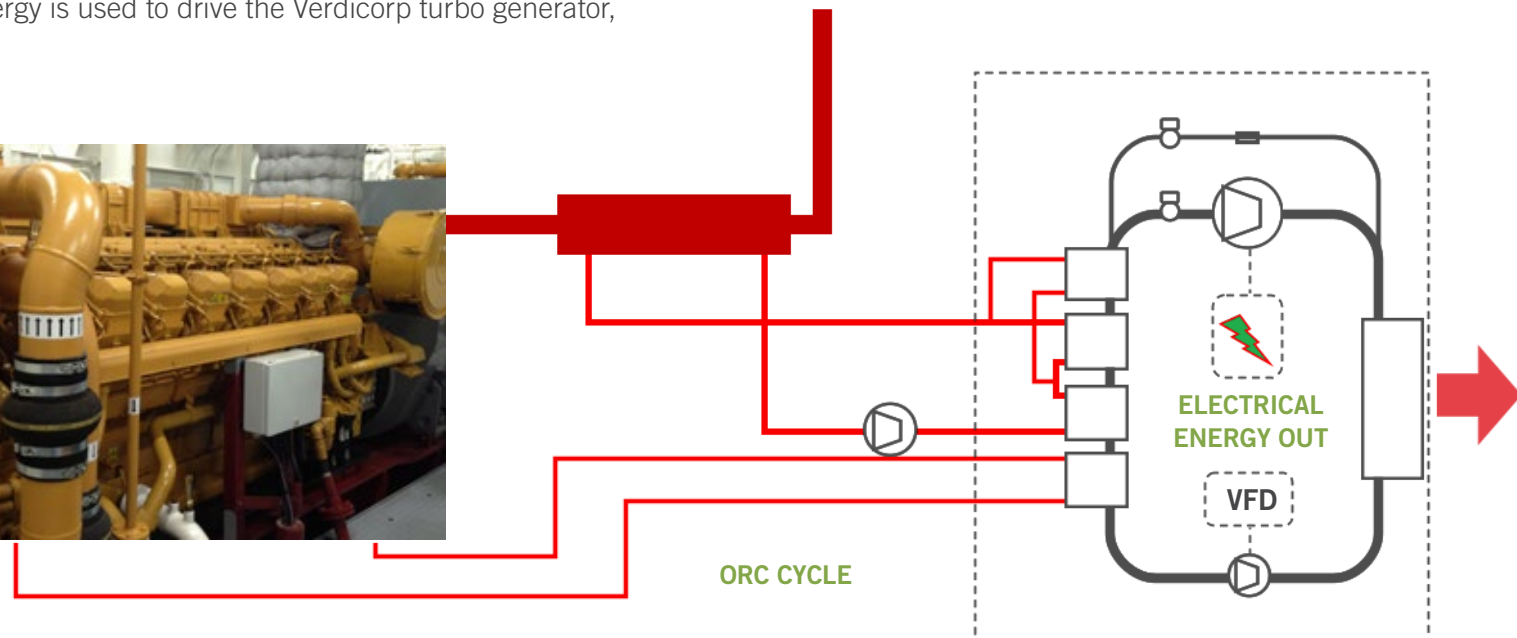 ergy is used to drive the Verdicorp turbo generator,
ELECTRICAL
ENERGY OUT
VFD
ORC CYCLE